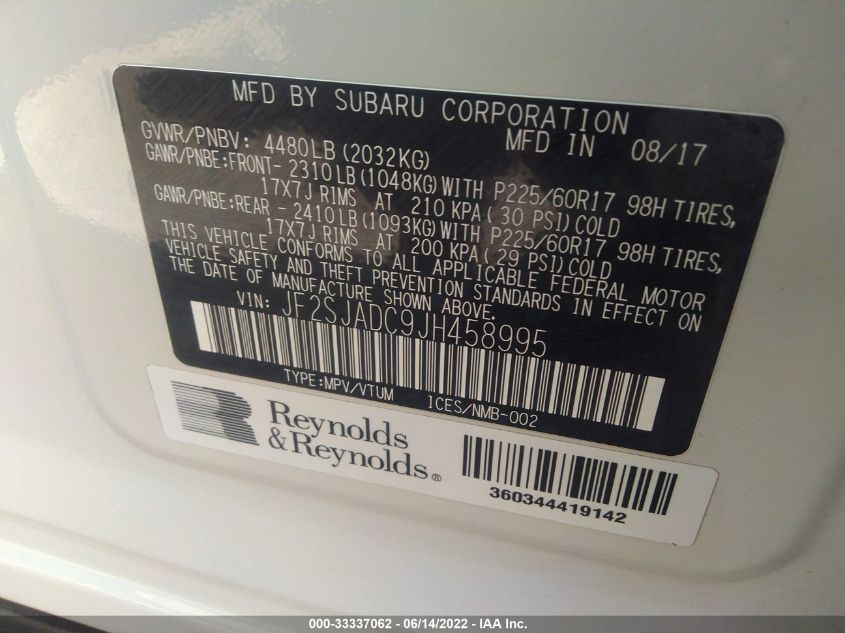 MFD BY SUBARU CORPORATION
GVWR/PNBV: 4480LB (2032KG) MFD IN 08/17
GAWR/PNBE:FRONT- 2310LB (1048KG) WITH P225/60R17 98H TIRES,
17X7J RIMS AT 210 KPA ( 30 PSI) COLD
GAWR/PNBE:REAR - 2410LB (1093KG) WITH P225/60R17 98H TIRES,
17X7J RIMS AT 200 KPA (29 PSI) COLD
THIS VEHICLE CONFORMS TO ALL APPLICABLE FEDERAL MOTOR
VEHICLE SAFETY AND THEFT PREVENTION STANDARDS IN EFFECT ON
THE DATE OF MANUFACTURE SHOWN ABOVE.
VIN: JF2SJADC9JH458995
TYPE:MPV/VTUM ICES/NMB-002
Reynolds
&Reynolds®
360344419142
000-33337062 - 06/14/2022 - IAA Inc.